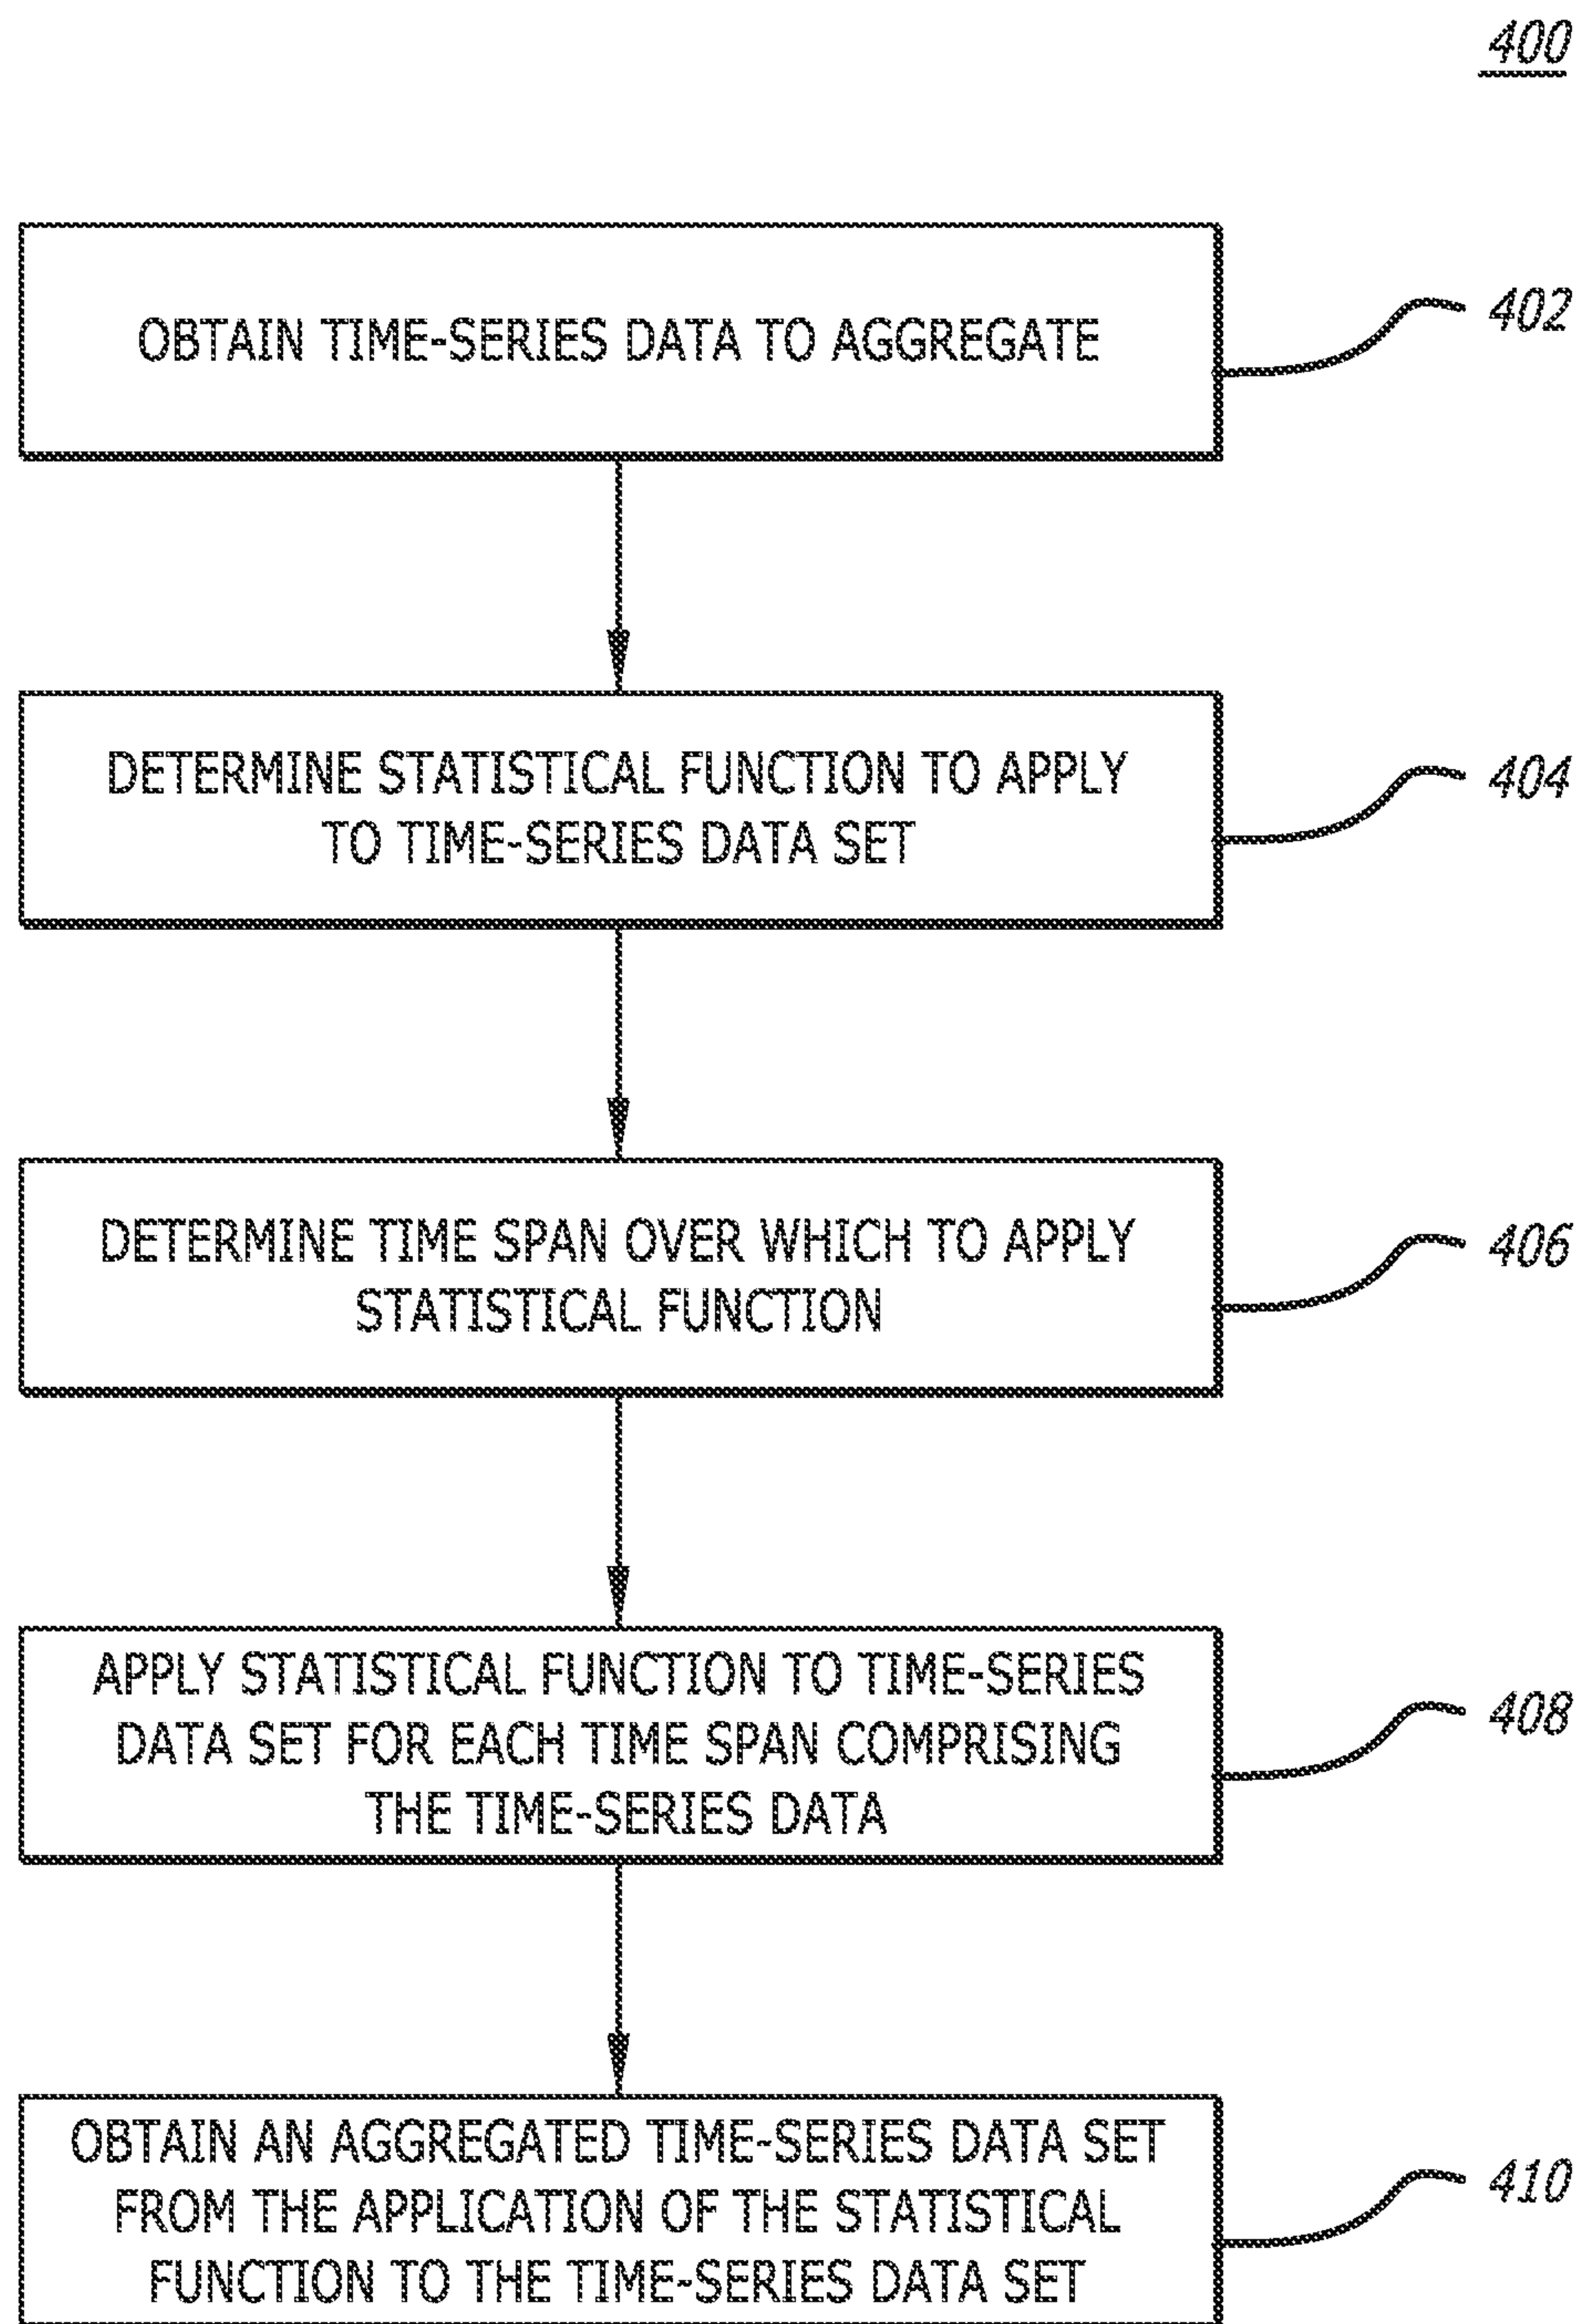 400
OBTAIN TIME-SERIES DATA TO AGGREGATE
402
DETERMINE STATISTICAL FUNCTION TO APPLY
TO TIME-SERIES DATA SET
404
DETERMINE TIME SPAN OVER WHICH TO APPLY
STATISTICAL FUNCTION
406
APPLY STATISTICAL FUNCTION TO TIME-SERIES
DATA SET FOR EACH TIME SPAN COMPRISING
THE TIME-SERIES DATA
408
OBTAIN AN AGGREGATED TIME-SERIES DATA SET
FROM THE APPLICATION OF THE STATISTICAL
FUNCTION TO THE TIME-SERIES DATA SET
410